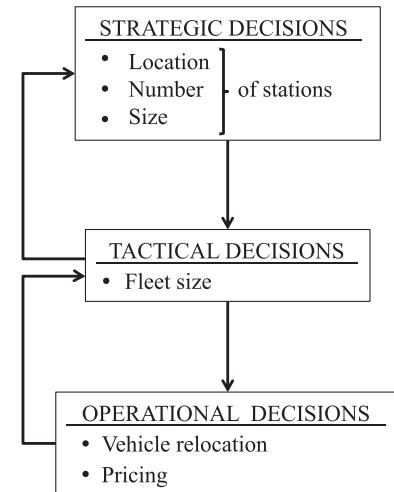 STRATEGIC DECISIONS
• Location
• Number of stations
• Size
TACTICAL DECISIONS
• Fleet size
OPERATIONAL DECISIONS
• Vehicle relocation
• Pricing